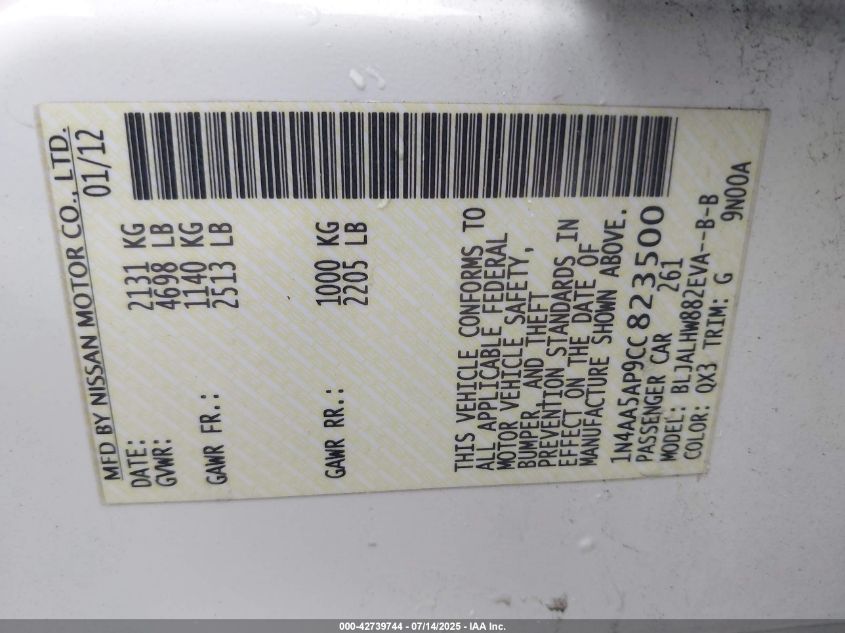 MFD BY NISSAN MOTOR CO., LTD.
DATE: 01/12
GVWR: 2131 KG
4698 LB
GAWR FR.: 1140 KG
2513 LB
GAWR RR.: 1000 KG
2205 LB
THIS VEHICLE CONFORMS TO
ALL APPLICABLE FEDERAL
MOTOR VEHICLE SAFETY,
BUMPER AND THEFT
PREVENTION STANDARDS IN
EFFECT ON THE DATE OF
MANUFACTURE SHOWN ABOVE.
1N4AA5AP9CC823500
PASSENGER CAR 261
MODEL: BLJALHW882EVA---B-B
COLOR: QX3 TRIM: G 9N00A
000-42739744 - 07/14/2025 - IAA Inc.